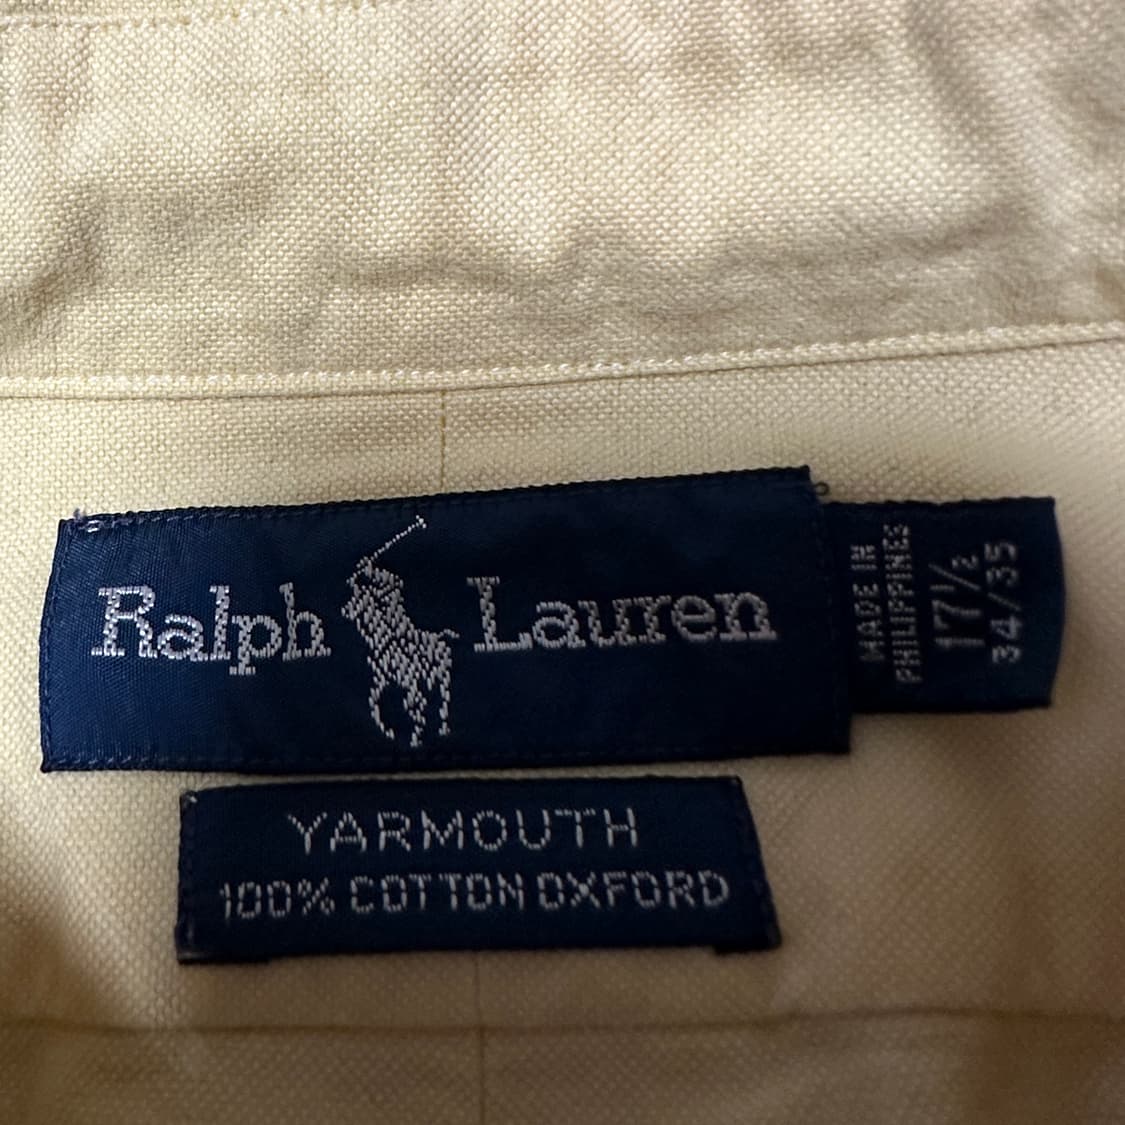 Ralph Lauren
MADE IN
PHILIPPINES
17½
34/35
YARMOUTH
100% COTTON OXFORD